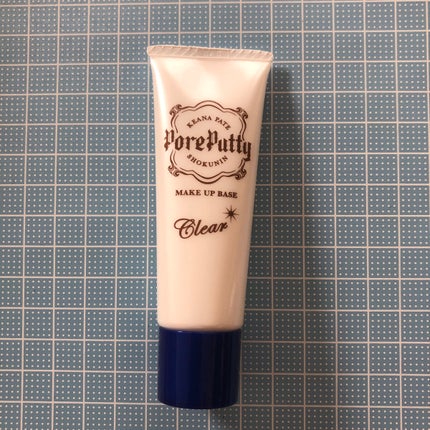 KEANA PATE
PorePutty
SHOKUNIN
MAKE UP BASE
Clear